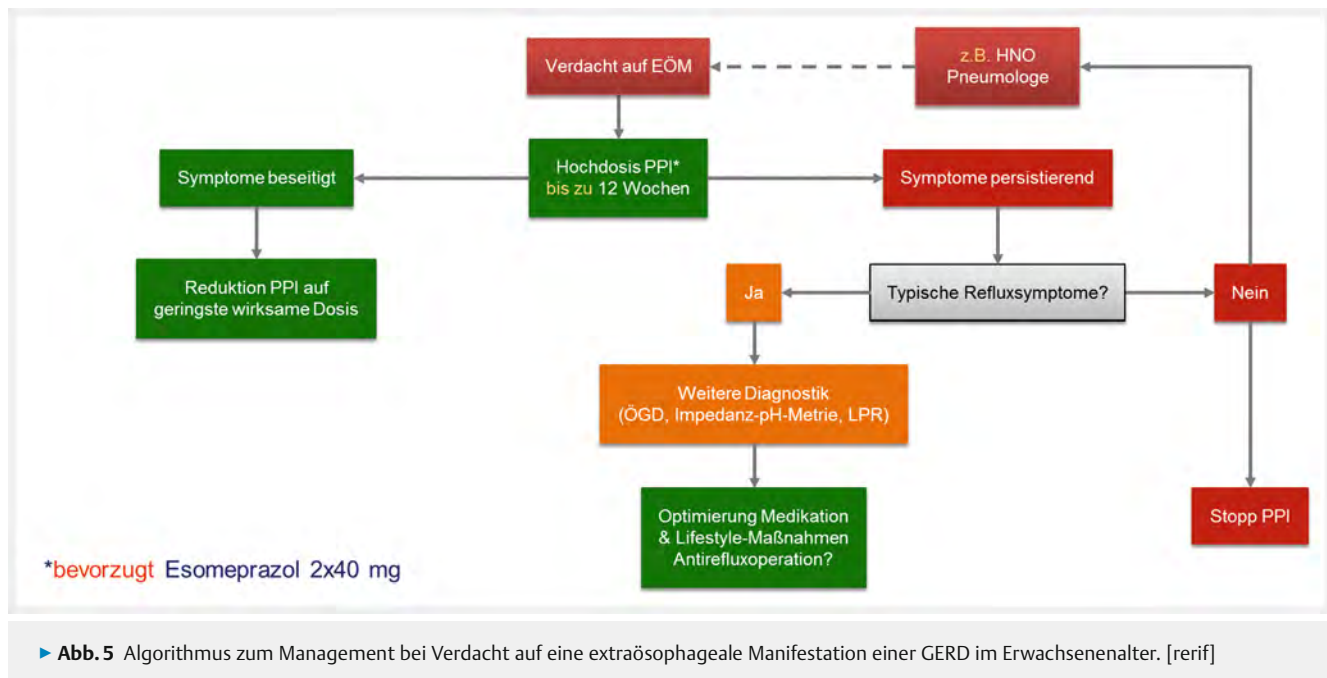 Verdacht auf EÖM
z.B. HNO
Pneumologe
Symptome beseitigt
Hochdosis PPI*
bis zu 12 Wochen
Symptome persistierend
Reduktion PPI auf
geringste wirksame Dosis
Ja
Typische Refluxsymptome?
Nein
Weitere Diagnostik
(ÖGD, Impedanz-pH-Metrie, LPR)
Optimierung Medikation
& Lifestyle-Maßnahmen
Antirefluxoperation?
Stopp PPI
*bevorzugt Esomeprazol 2x40 mg
▶ Abb. 5 Algorithmus zum Management bei Verdacht auf eine extraösophageale Manifestation einer GERD im Erwachsenenalter. [rerif]